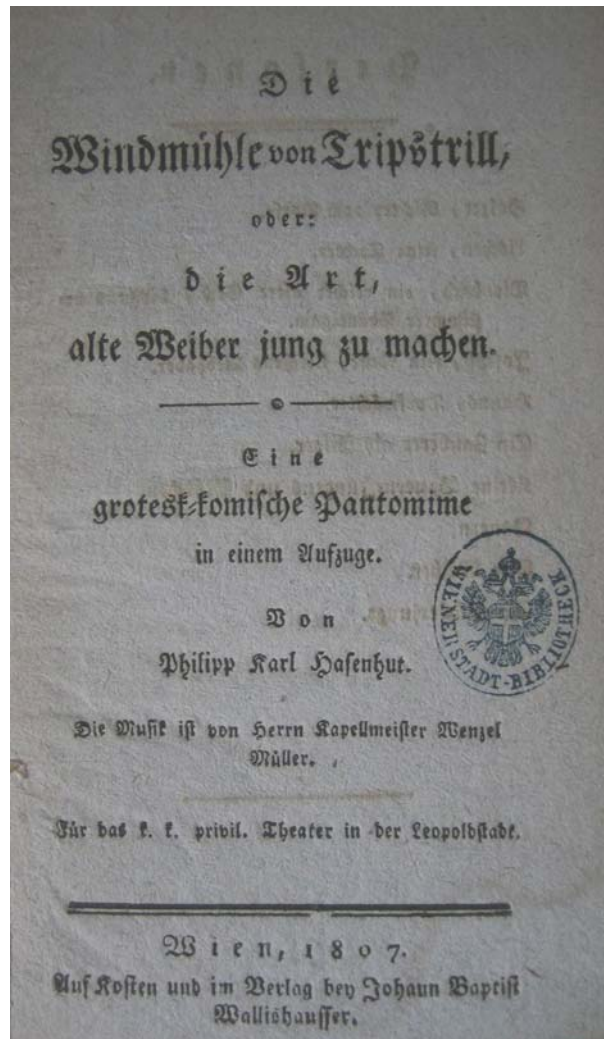 Die
Windmühle von Tripstrill,
oder:
die Art,
alte Weiber jung zu machen.
Eine
grotesk-komische Pantomime
in einem Aufzuge.
Von
Philipp Karl Hasenhut.
Die Musik ist von Herrn Kapellmeister Wenzel
Müller.
Für das k. k. privil. Theater in der Leopoldstadt.
Wien, 1807.
Auf Kosten und im Verlag bey Johann Baptist
Wallishausser.
WIENER STADT-BIBLIOTHECK